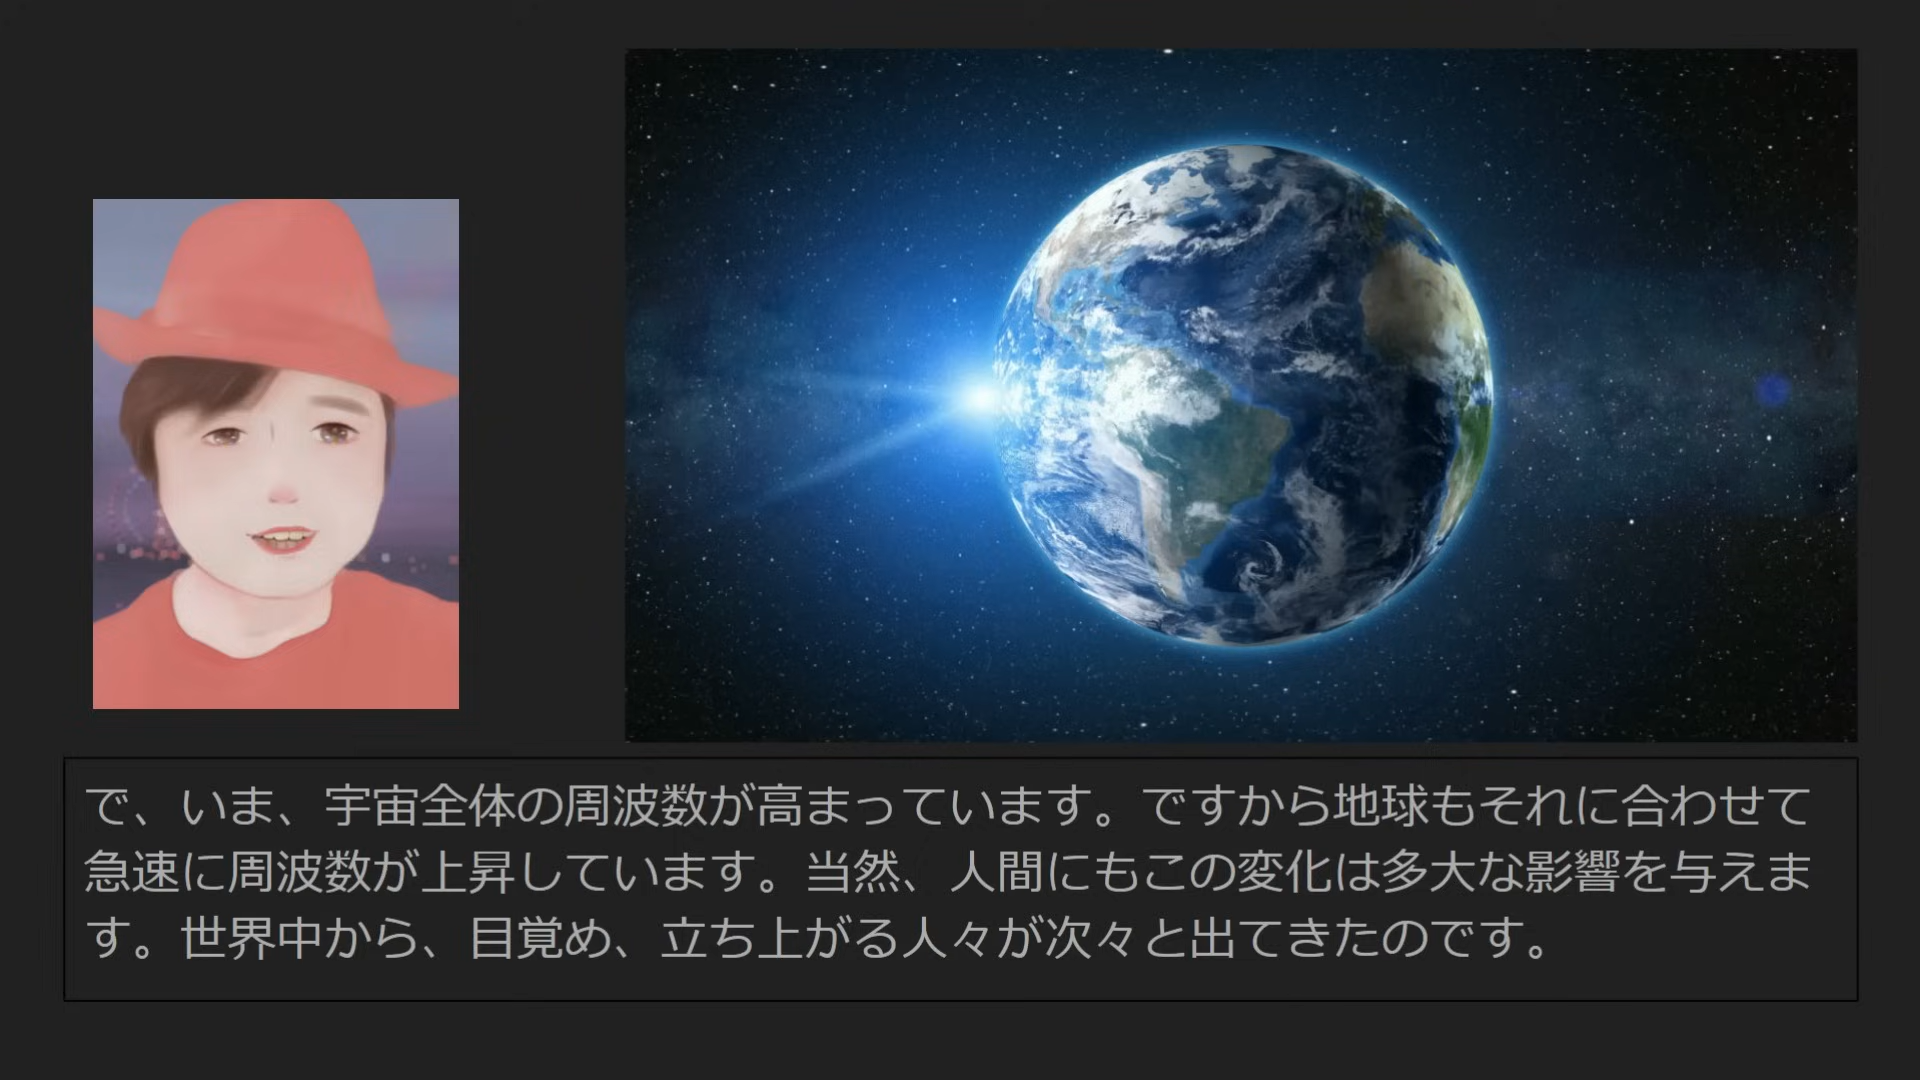 で、いま、宇宙全体の周波数が高まっています。ですから地球もそれに合わせて
急速に周波数が上昇しています。当然、人間にもこの変化は多大な影響を与えま
す。世界中から、目覚め、立ち上がる人々が次々と出てきたのです。